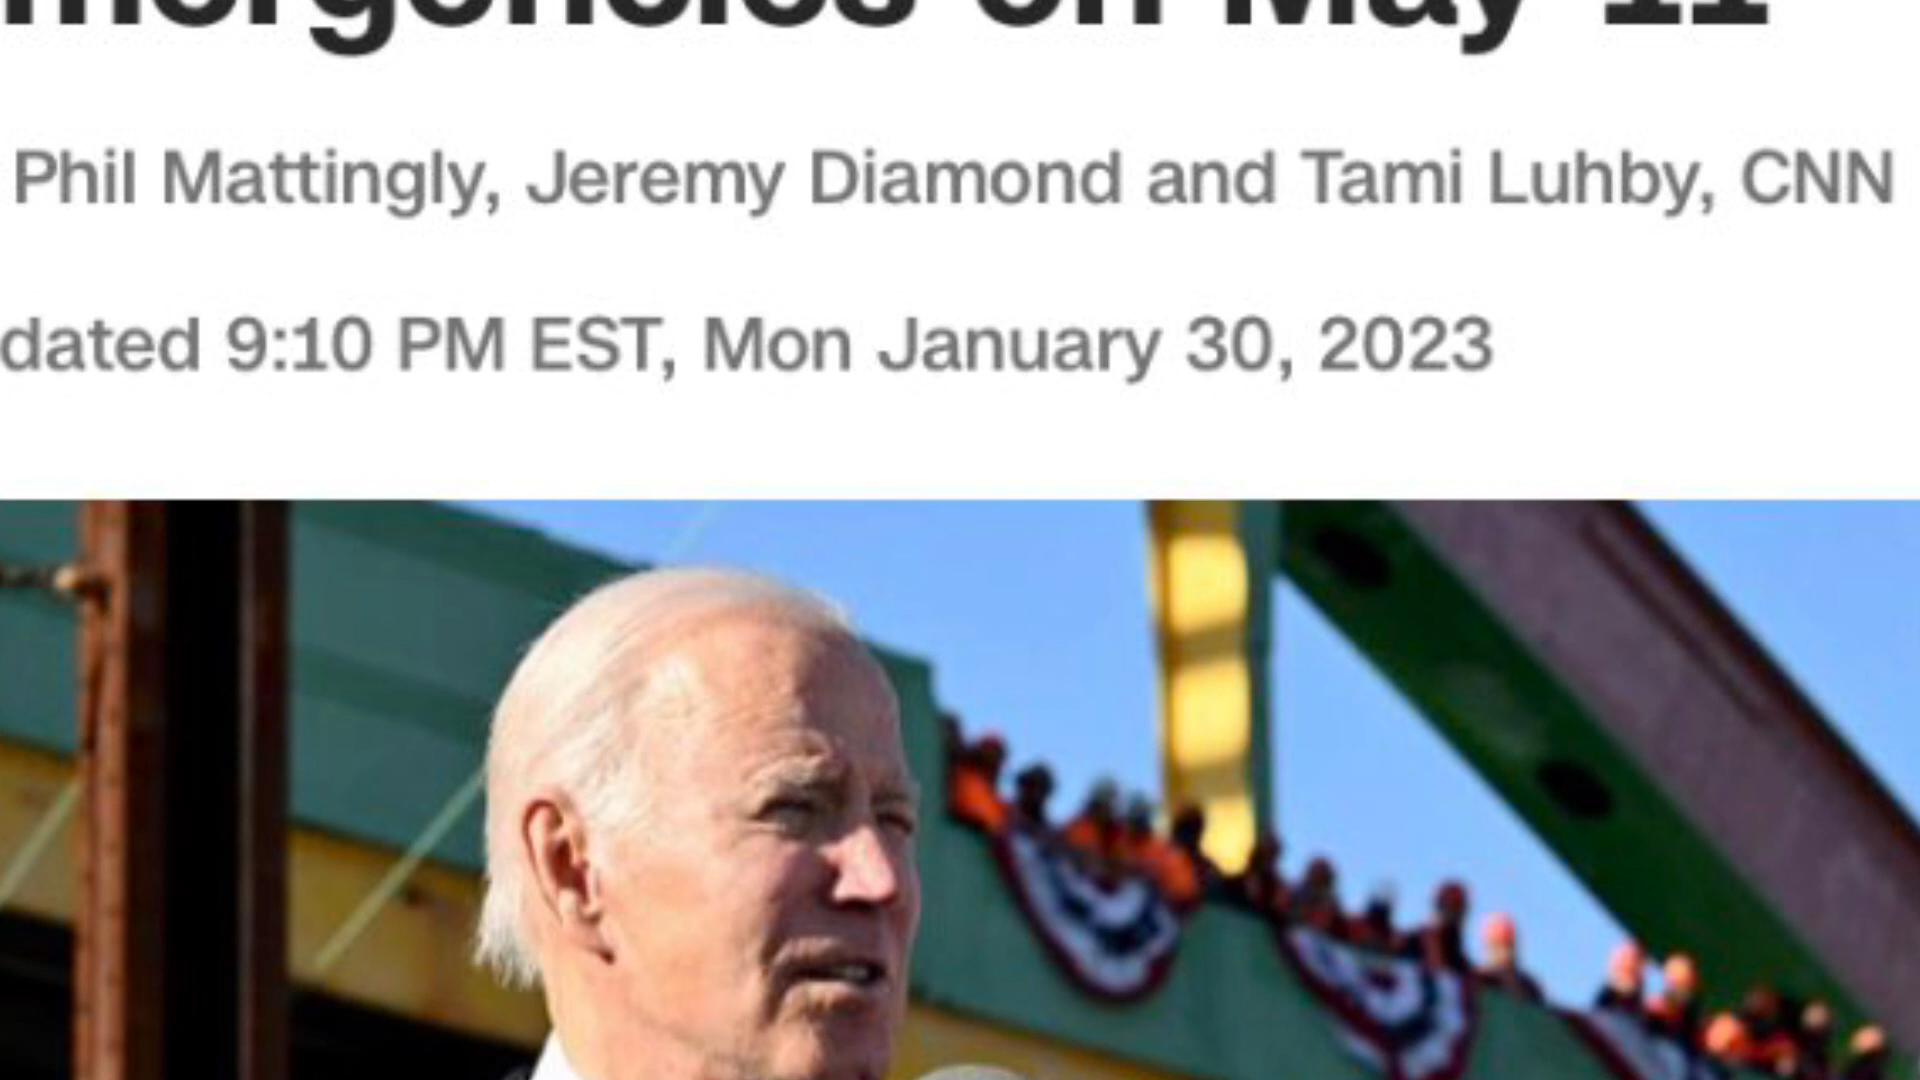 mergencies on May 11
Phil Mattingly, Jeremy Diamond and Tami Luhby, CNN
dated 9:10 PM EST, Mon January 30, 2023